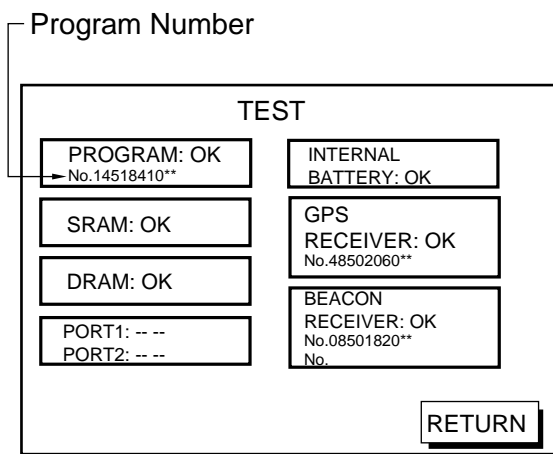 Program Number
TEST
PROGRAM: OK
No.14518410**
SRAM: OK
DRAM: OK
PORT1: -- --
PORT2: -- --
INTERNAL
BATTERY: OK
GPS
RECEIVER: OK
No.48502060**
BEACON
RECEIVER: OK
No.08501820**
No.
RETURN